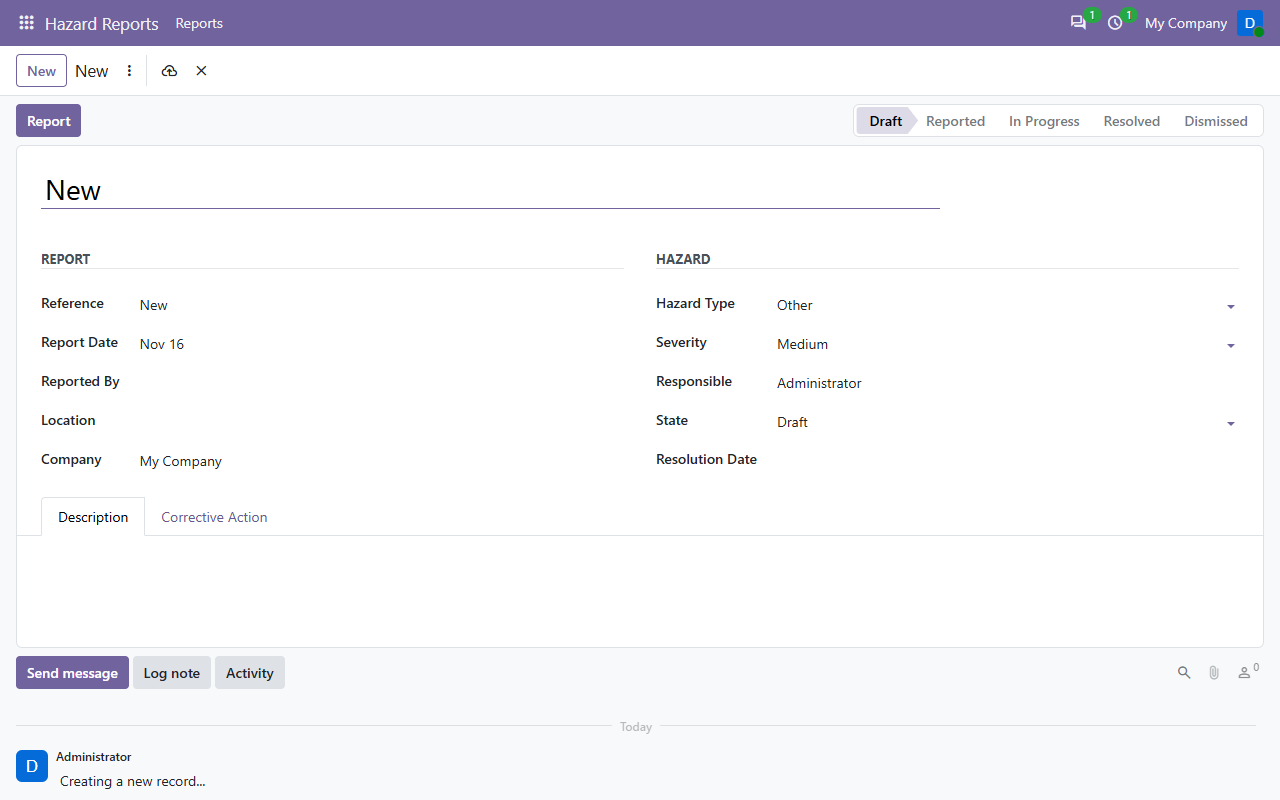 Hazard Reports Reports 1 1 My Company D
New New
Report Draft Reported In Progress Resolved Dismissed
New
REPORT HAZARD
Reference New Hazard Type Other
Report Date Nov 16 Severity Medium
Reported By Responsible Administrator
Location State Draft
Company My Company Resolution Date
Description Corrective Action
Send message Log note Activity 0
Today
D Administrator
Creating a new record...